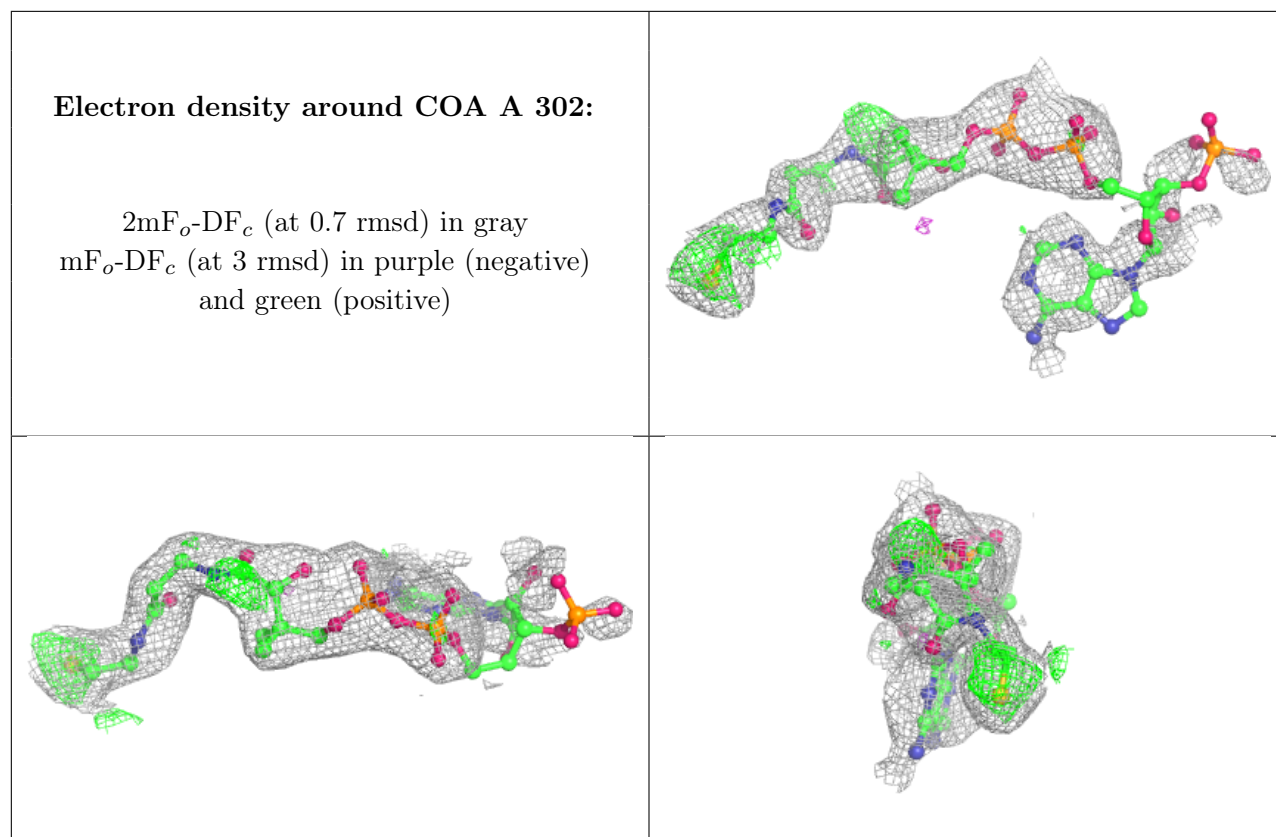 Electron density around COA A 302:
2mFₒ-DF𝒸 (at 0.7 rmsd) in gray
mFₒ-DF𝒸 (at 3 rmsd) in purple (negative)
and green (positive)